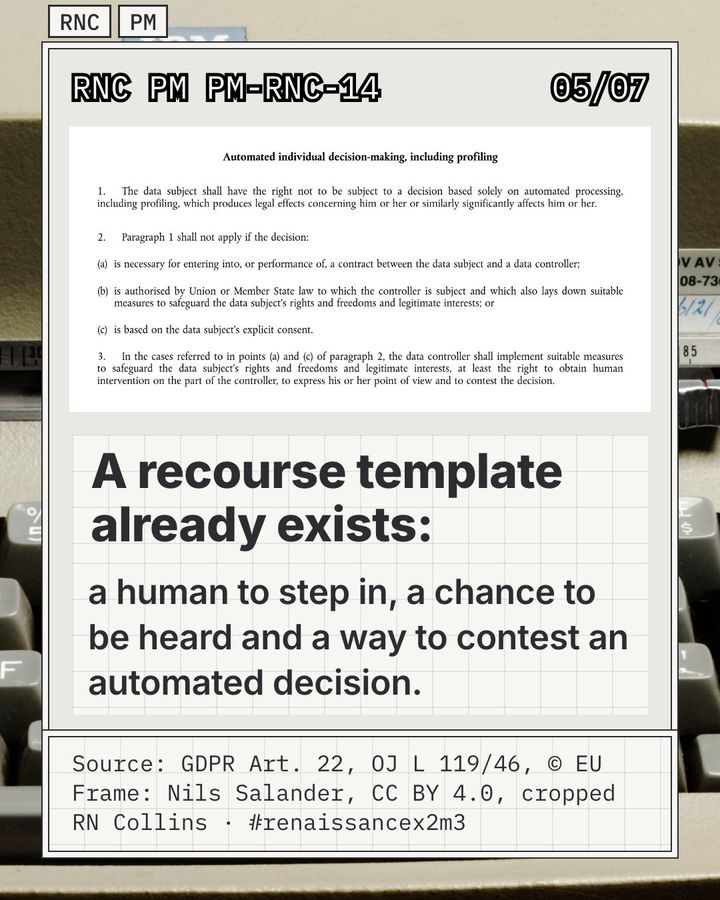 RNC PM
RNC PM PM-RNC-14 05/07
Automated individual decision-making, including profiling
1. The data subject shall have the right not to be subject to a decision based solely on automated processing,
including profiling, which produces legal effects concerning him or her or similarly significantly affects him or her.
2. Paragraph 1 shall not apply if the decision:
(a) is necessary for entering into, or performance of, a contract between the data subject and a data controller;
(b) is authorised by Union or Member State law to which the controller is subject and which also lays down suitable
measures to safeguard the data subject's rights and freedoms and legitimate interests; or
(c) is based on the data subject's explicit consent.
3. In the cases referred to in points (a) and (c) of paragraph 2, the data controller shall implement suitable measures
to safeguard the data subject's rights and freedoms and legitimate interests, at least the right to obtain human
intervention on the part of the controller, to express his or her point of view and to contest the decision.
A recourse template
already exists:
a human to step in, a chance to
be heard and a way to contest an
automated decision.
Source: GDPR Art. 22, OJ L 119/46, © EU
Frame: Nils Salander, CC BY 4.0, cropped
RN Collins · #renaissancex2m3
85